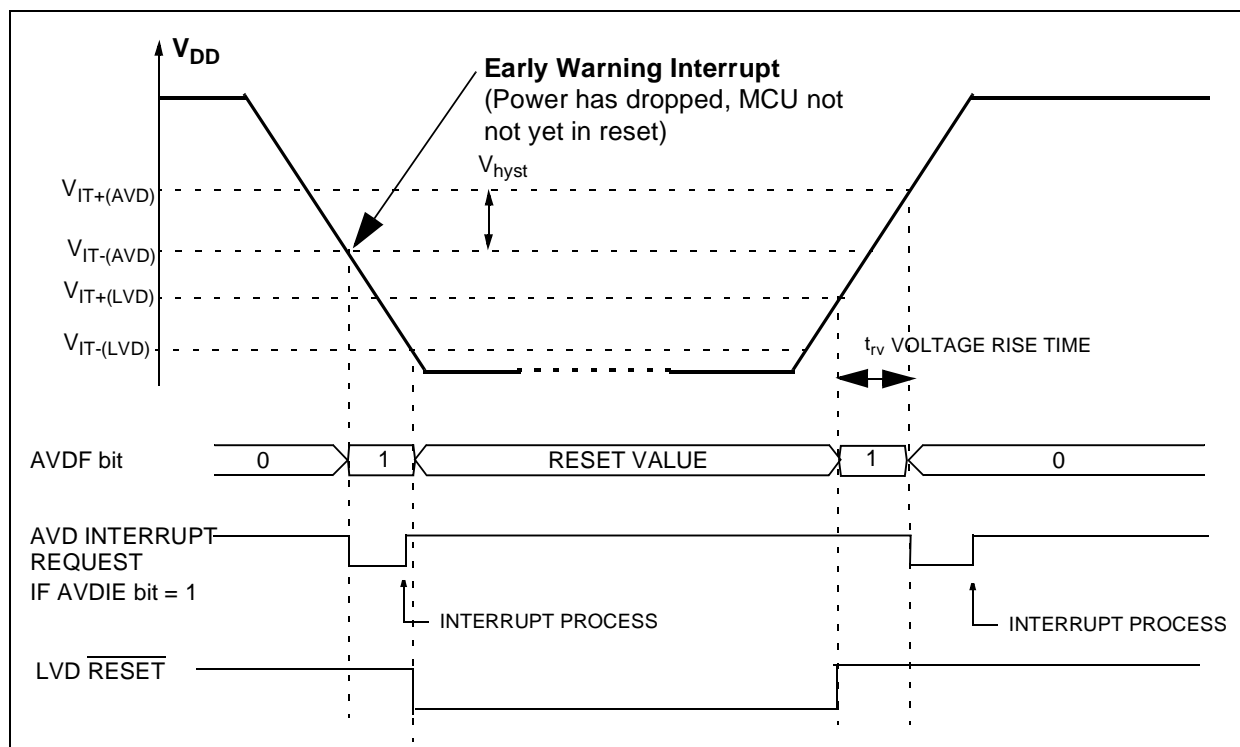 VDD
Early Warning Interrupt
(Power has dropped, MCU not
not yet in reset)
Vhyst
VIT+(AVD)
VIT-(AVD)
VIT+(LVD)
VIT-(LVD)
trv VOLTAGE RISE TIME
AVDF bit
0
1
RESET VALUE
1
0
AVD INTERRUPT
REQUEST
IF AVDIE bit = 1
INTERRUPT PROCESS
INTERRUPT PROCESS
LVD RESET